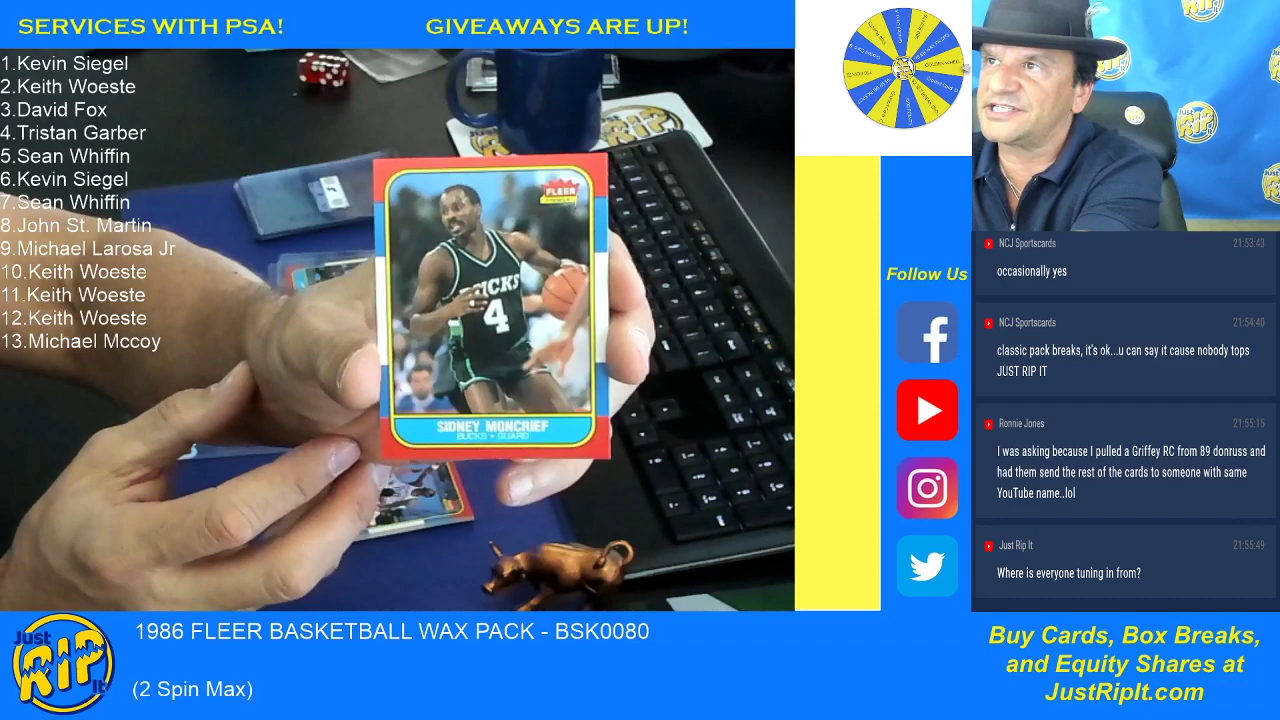 SERVICES WITH PSA!
GIVEAWAYS ARE UP!
1.Kevin Siegel
2.Keith Woeste
3.David Fox
4.Tristan Garber
5.Sean Whiffin
6.Kevin Siegel
7.Sean Whiffin
8.John St. Martin
9.Michael Larosa Jr
10.Keith Woeste
11.Keith Woeste
12.Keith Woeste
13.Michael Mccoy
RIP
FLEER
BUCKS
4
SIDNEY MONCRIEF
BUCKS • GUARD
Follow Us
NCJ Sportscards 21:53:43
occasionally yes
NCJ Sportscards 21:54:40
classic pack breaks, it's ok...u can say it cause nobody tops
JUST RIP IT
Ronnie Jones 21:55:15
I was asking because I pulled a Griffey RC from 89 donruss and
had them send the rest of the cards to someone with same
YouTube name..lol
Just Rip It 21:55:49
Where is everyone tuning in from?
Just
RIP
It
1986 FLEER BASKETBALL WAX PACK - BSK0080
(2 Spin Max)
Buy Cards, Box Breaks,
and Equity Shares at
JustRipIt.com